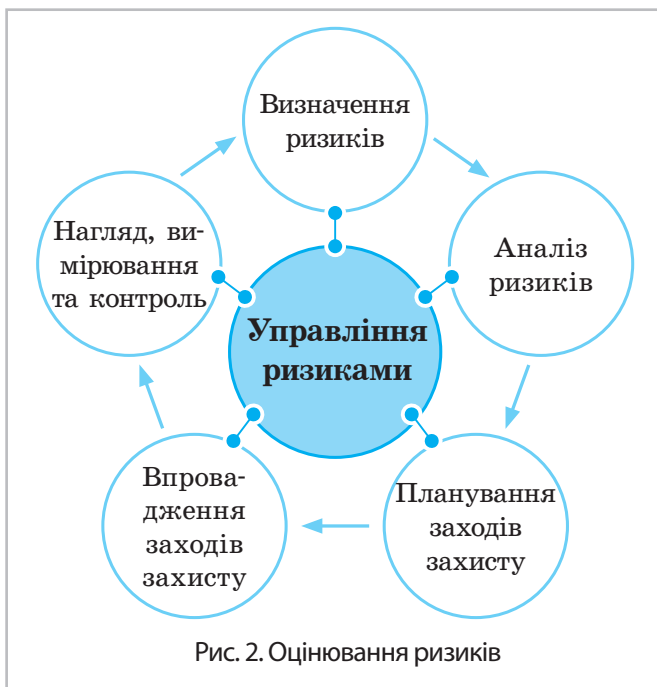 Визначення
ризиків
Аналіз
ризиків
Планування
заходів
захисту
Впрова-
дження
заходів
захисту
Нагляд, ви-
мірювання
та контроль
Управління
ризиками
Рис. 2. Оцінювання ризиків